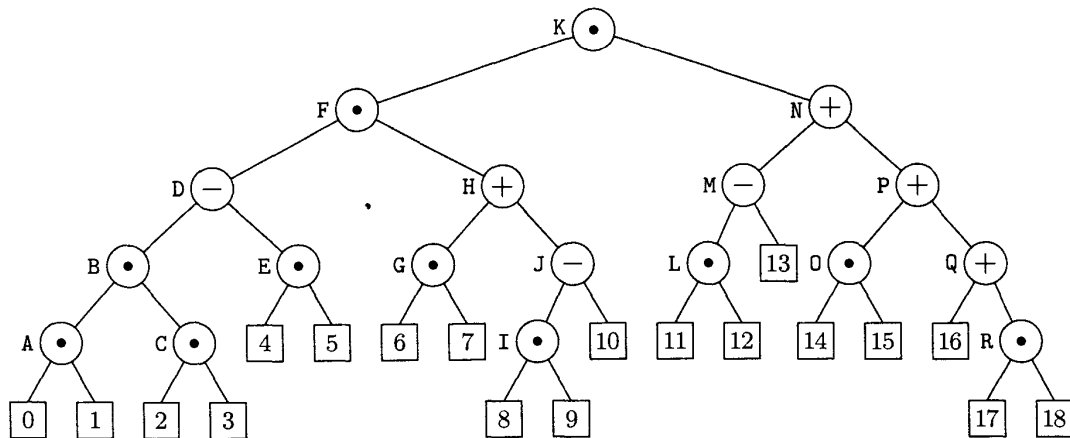 K •
F • N +
D − H + M − P +
B • E • G • J − L • 13 O • Q +
A • C • 4 5 6 7 I • 10 11 12 14 15 16 R •
0 1 2 3 8 9 17 18